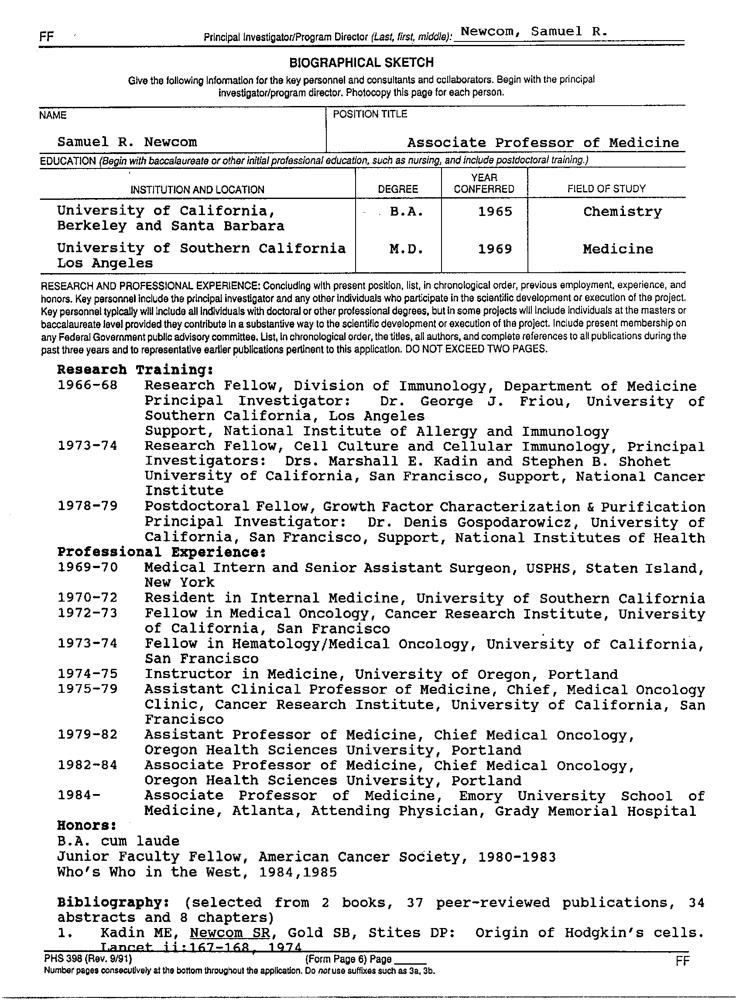 FF
Principal Investigator/Program Director (Last, first, middle): Newcom, Samuel R.
BIOGRAPHICAL SKETCH
Give the following information for the key personnel and consultants and collaborators. Begin with the principal
investigator/program director. Photocopy this page for each person.
NAME
POSITION TITLE
Samuel R. Newcom
Associate Professor of Medicine
EDUCATION (Begin with baccalaureate or other initial professional education, such as nursing, and include postdoctoral training.)
INSTITUTION AND LOCATION DEGREE YEAR CONFERRED FIELD OF STUDY
University of California, B.A. 1965 Chemistry
Berkeley and Santa Barbara
University of Southern California M.D. 1969 Medicine
Los Angeles
RESEARCH AND PROFESSIONAL EXPERIENCE: Concluding with present position, list, in chronological order, previous employment, experience, and
honors. Key personnel include the principal investigator and any other individuals who participate in the scientific development or execution of the project.
Key personnel typically will include all individuals with doctoral or other professional degrees, but in some projects will include individuals at the masters or
baccalaureate level provided they contribute in a substantive way to the scientific development or execution of the project. Include present membership on
any Federal Government public advisory committee. List, in chronological order, the titles, all authors, and complete references to all publications during the
past three years and to representative earlier publications pertinent to this application. DO NOT EXCEED TWO PAGES.
Research Training:
1966-68 Research Fellow, Division of Immunology, Department of Medicine
Principal Investigator: Dr. George J. Friou, University of
Southern California, Los Angeles
Support, National Institute of Allergy and Immunology
1973-74 Research Fellow, Cell Culture and Cellular Immunology, Principal
Investigators: Drs. Marshall E. Kadin and Stephen B. Shohet
University of California, San Francisco, Support, National Cancer
Institute
1978-79 Postdoctoral Fellow, Growth Factor Characterization & Purification
Principal Investigator: Dr. Denis Gospodarowicz, University of
California, San Francisco, Support, National Institutes of Health
Professional Experience:
1969-70 Medical Intern and Senior Assistant Surgeon, USPHS, Staten Island,
New York
1970-72 Resident in Internal Medicine, University of Southern California
1972-73 Fellow in Medical Oncology, Cancer Research Institute, University
of California, San Francisco
1973-74 Fellow in Hematology/Medical Oncology, University of California,
San Francisco
1974-75 Instructor in Medicine, University of Oregon, Portland
1975-79 Assistant Clinical Professor of Medicine, Chief, Medical Oncology
Clinic, Cancer Research Institute, University of California, San
Francisco
1979-82 Assistant Professor of Medicine, Chief Medical Oncology,
Oregon Health Sciences University, Portland
1982-84 Associate Professor of Medicine, Chief Medical Oncology,
Oregon Health Sciences University, Portland
1984- Associate Professor of Medicine, Emory University School of
Medicine, Atlanta, Attending Physician, Grady Memorial Hospital
Honors:
B.A. cum laude
Junior Faculty Fellow, American Cancer Society, 1980-1983
Who's Who in the West, 1984,1985
Bibliography: (selected from 2 books, 37 peer-reviewed publications, 34
abstracts and 8 chapters)
1. Kadin ME, Newcom SR, Gold SB, Stites DP: Origin of Hodgkin's cells.
Lancet ii:167-168, 1974
PHS 398 (Rev. 9/91) (Form Page 6) Page ______ FF
Number pages consecutively at the bottom throughout the application. Do not use suffixes such as 3a, 3b.